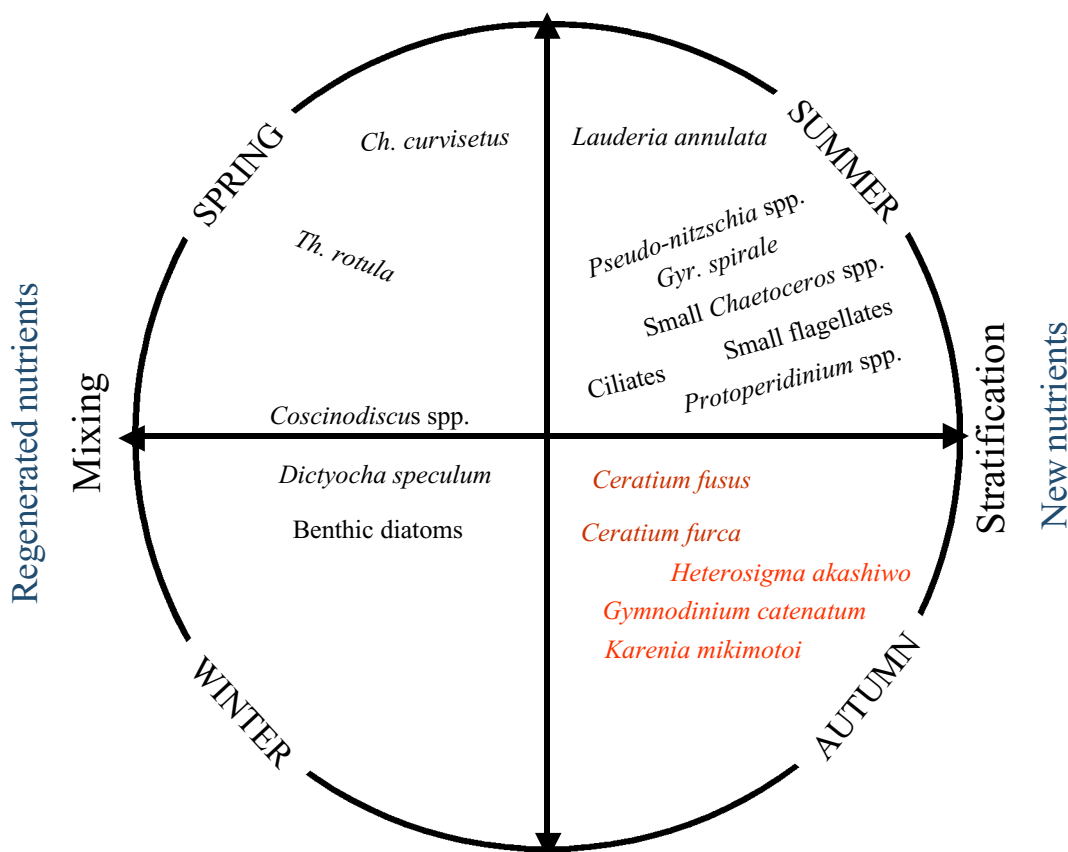 SPRING
SUMMER
Ch. curvisetus
Lauderia annulata
Th. rotula
Pseudo-nitzschia spp.
Gyr. spirale
Small Chaetoceros spp.
Small flagellates
Ciliates
Protoperidinium spp.
Coscinodiscus spp.
Regenerated nutrients
Mixing
Stratification
New nutrients
Dictyocha speculum
Benthic diatoms
Ceratium fusus
Ceratium furca
Heterosigma akashiwo
Gymnodinium catenatum
Karenia mikimotoi
WINTER
AUTUMN